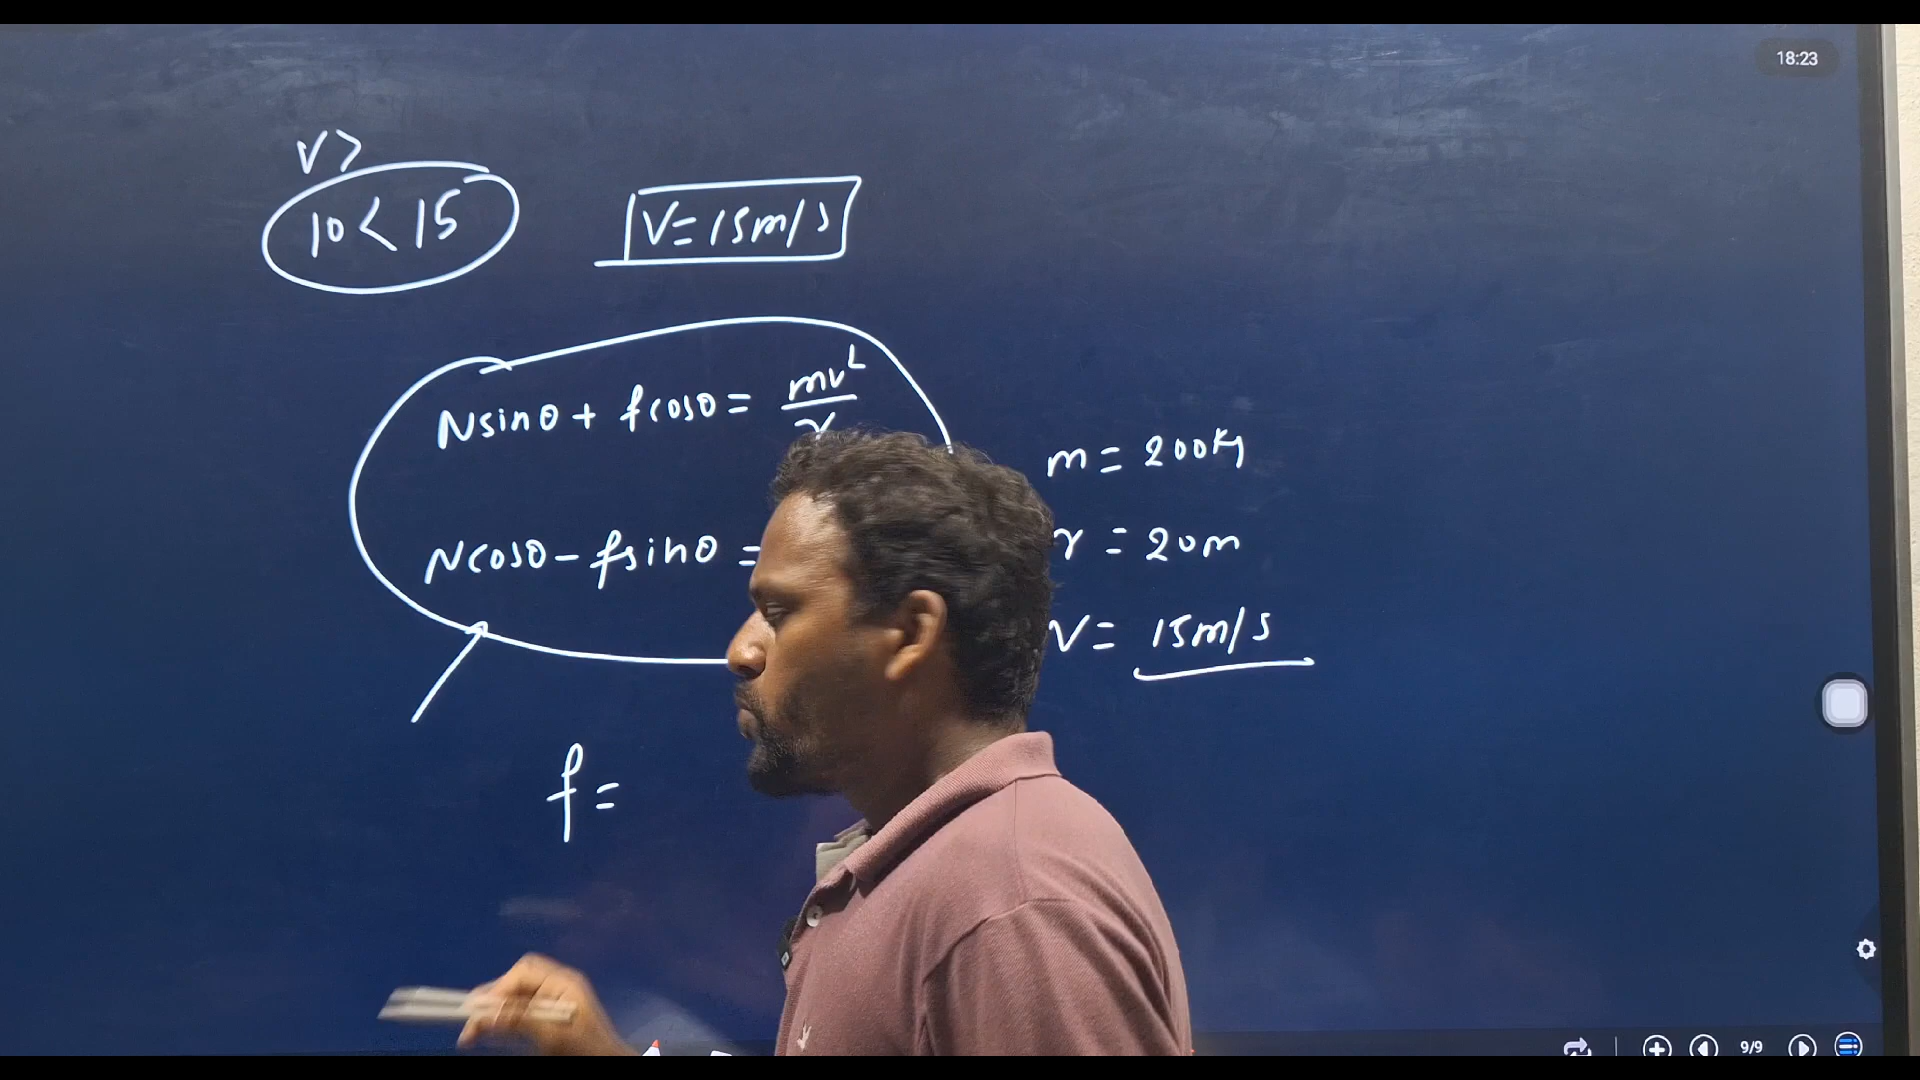 18:23
V>
10 < 15
V = 15m/s
Nsinθ + fcosθ = mv²/r
m = 200Kg
Ncosθ - fsinθ =
r = 20m
V = 15m/s
f =
9/9